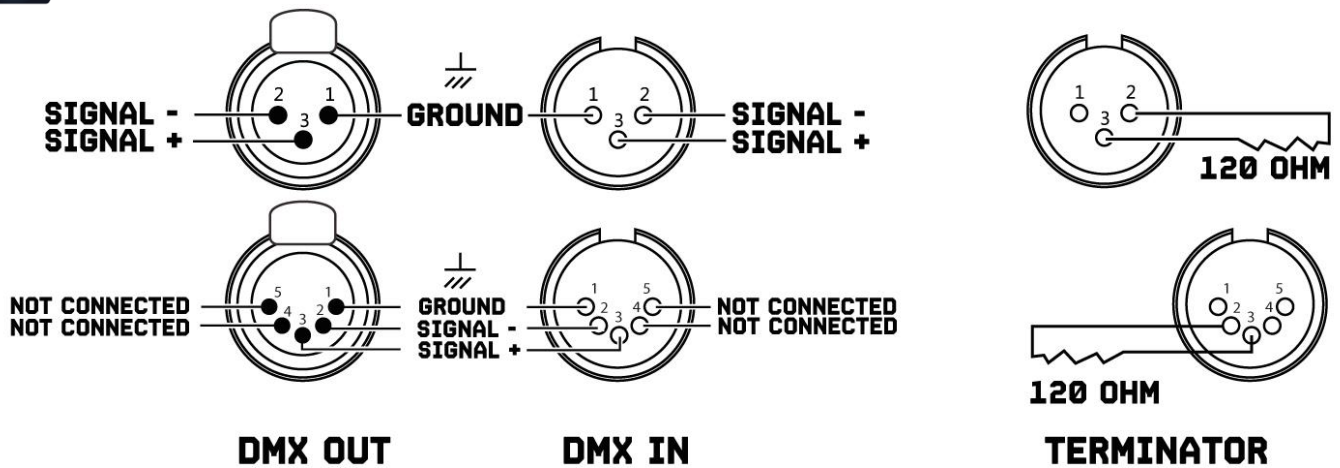 2 1
3
SIGNAL -
SIGNAL +
GROUND
1 2
3
SIGNAL -
SIGNAL +
1 2
3
120 OHM
5 1
4 2
3
NOT CONNECTED
NOT CONNECTED
GROUND
SIGNAL -
SIGNAL +
1 5
2 4
3
NOT CONNECTED
NOT CONNECTED
1 5
2 4
3
120 OHM
DMX OUT
DMX IN
TERMINATOR